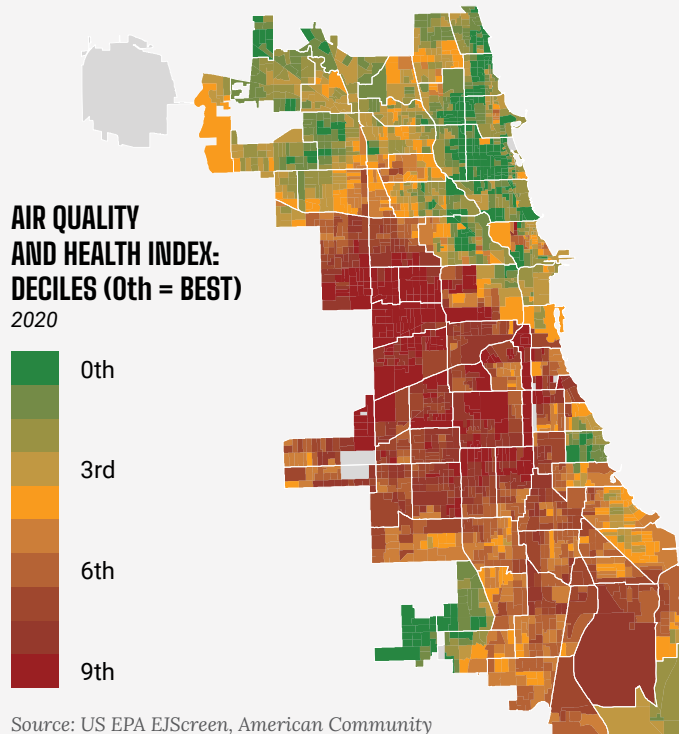 AIR QUALITY
AND HEALTH INDEX:
DECILES (0th = BEST)
2020
0th
3rd
6th
9th
Source: US EPA EJScreen, American Community